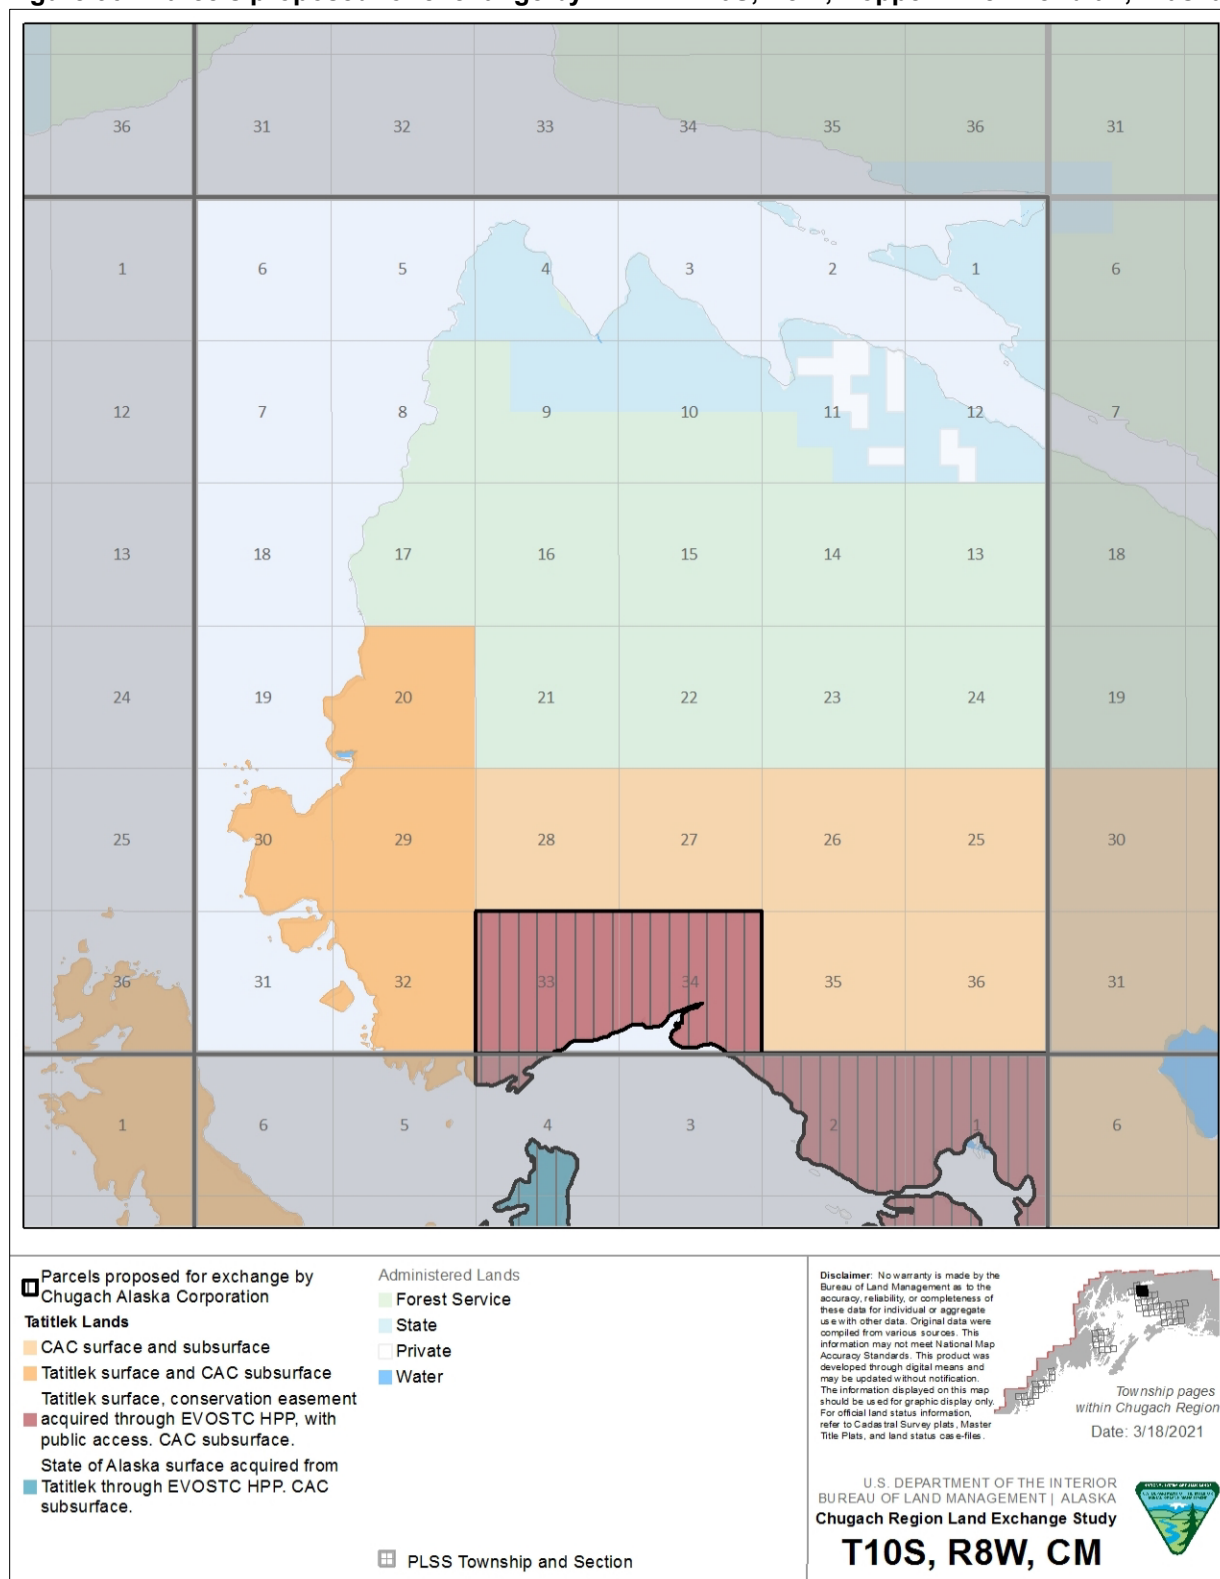 36 31 32 33 34 35 36 31
1 6 5 4 3 2 1 6
12 7 8 9 10 11 12 7
13 18 17 16 15 14 13 18
24 19 20 21 22 23 24 19
25 30 29 28 27 26 25 30
36 31 32 33 34 35 36 31
1 6 5 4 3 2 1 6
Parcels proposed for exchange by
Chugach Alaska Corporation
Tatitlek Lands
CAC surface and subsurface
Tatitlek surface and CAC subsurface
Tatitlek surface, conservation easement
acquired through EVOSTC HPP, with
public access. CAC subsurface.
State of Alaska surface acquired from
Tatitlek through EVOSTC HPP. CAC
subsurface.
Administered Lands
Forest Service
State
Private
Water
PLSS Township and Section
Disclaimer: No warranty is made by the
Bureau of Land Management as to the
accuracy, reliability, or completeness of
these data for individual or aggregate
use with other data. Original data were
compiled from various sources. This
information may not meet National Map
Accuracy Standards. This product was
developed through digital means and
may be updated without notification.
The information displayed on this map
should be used for graphic display only.
For official land status information,
refer to Cadastral Survey plats, Master
Title Plats, and land status case-files.
Township pages
within Chugach Region
Date: 3/18/2021
U.S. DEPARTMENT OF THE INTERIOR
BUREAU OF LAND MANAGEMENT | ALASKA
Chugach Region Land Exchange Study
T10S, R8W, CM